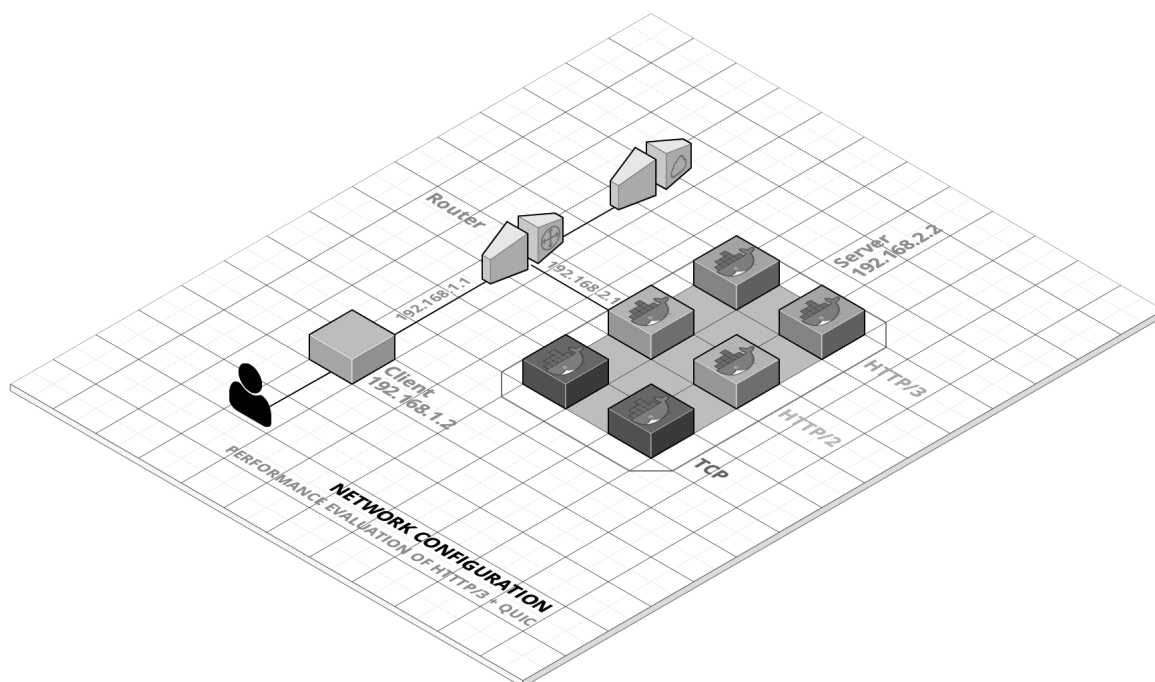 Router
192.168.1.1
192.168.2.1
Server
192.168.2.2
Client
192.168.1.2
HTTP/3
HTTP/2
TCP
NETWORK CONFIGURATION
PERFORMANCE EVALUATION OF HTTTP/3 + QUIC